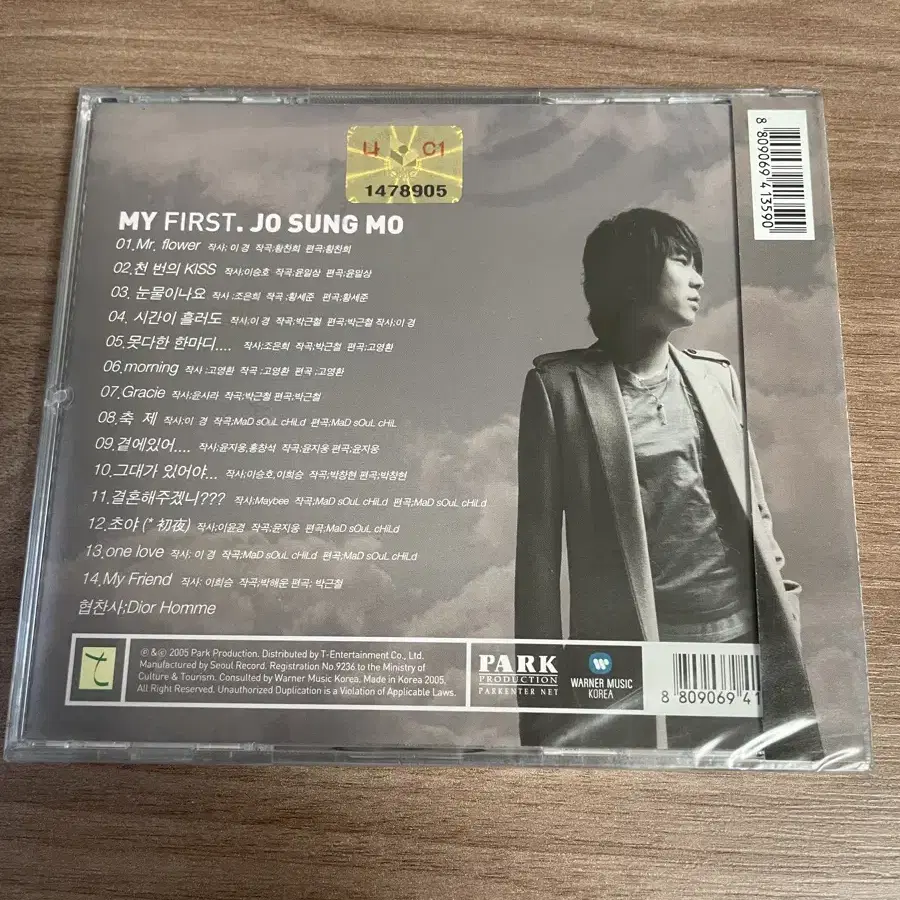 나 C1
1478905
8 809069 413590
MY FIRST. JO SUNG MO
01.Mr. flower 작사; 이 경 작곡;황찬희 편곡;황찬희
02.천 번의 KISS 작사;이승호 작곡;윤일상 편곡;윤일상
03. 눈물이나요 작사 ;조은희 작곡 ;황세준 편곡;황세준
04. 시간이 흘러도 작사;이 경 작곡;박근철 편곡;박근철 작사;이 경
05.못다한 한마디.... 작사;조은희 작곡;박근철 편곡;고영환
06.morning 작사 :고영환 작곡 :고영환 편곡 :고영환
07.Gracie 작사;윤사라 작곡;박근철 편곡;박근철
08.축 제 작사;이 경 작곡;MaD sOuL cHiLd 편곡;MaD sOuL cHiL
09.곁에있어.... 작사;윤지웅,홍창석 작곡;윤지웅 편곡;윤지웅
10.그대가 있어야... 작사;이승호,이희승 작곡;박창현 편곡;박창현
11.결혼해주겠니??? 작사;Maybee 작곡;MaD sOuL cHiLd 편곡;MaD sOuL cHiLd
12.초야 (* 初夜) 작사;이윤경 작곡;윤지웅 편곡;MaD sOuL cHiLd
13.one love 작사; 이 경 작곡;MaD sOuL cHiLd 편곡;MaD sOuL cHiLd
14.My Friend 작사; 이희승 작곡;박해운 편곡; 박근철
협찬사;Dior Homme
t
℗ &© 2005 Park Production. Distributed by T-Entertainment Co., Ltd.
Manufactured by Seoul Record. Registration No.9236 to the Ministry of
Culture & Tourism. Consulted by Warner Music Korea. Made in Korea 2005.
All Right Reserved. Unauthorized Duplication is a Violation of Applicable Laws.
PARK
PRODUCTION
PARKENTER NET
WARNER MUSIC
KOREA
8 809069 41